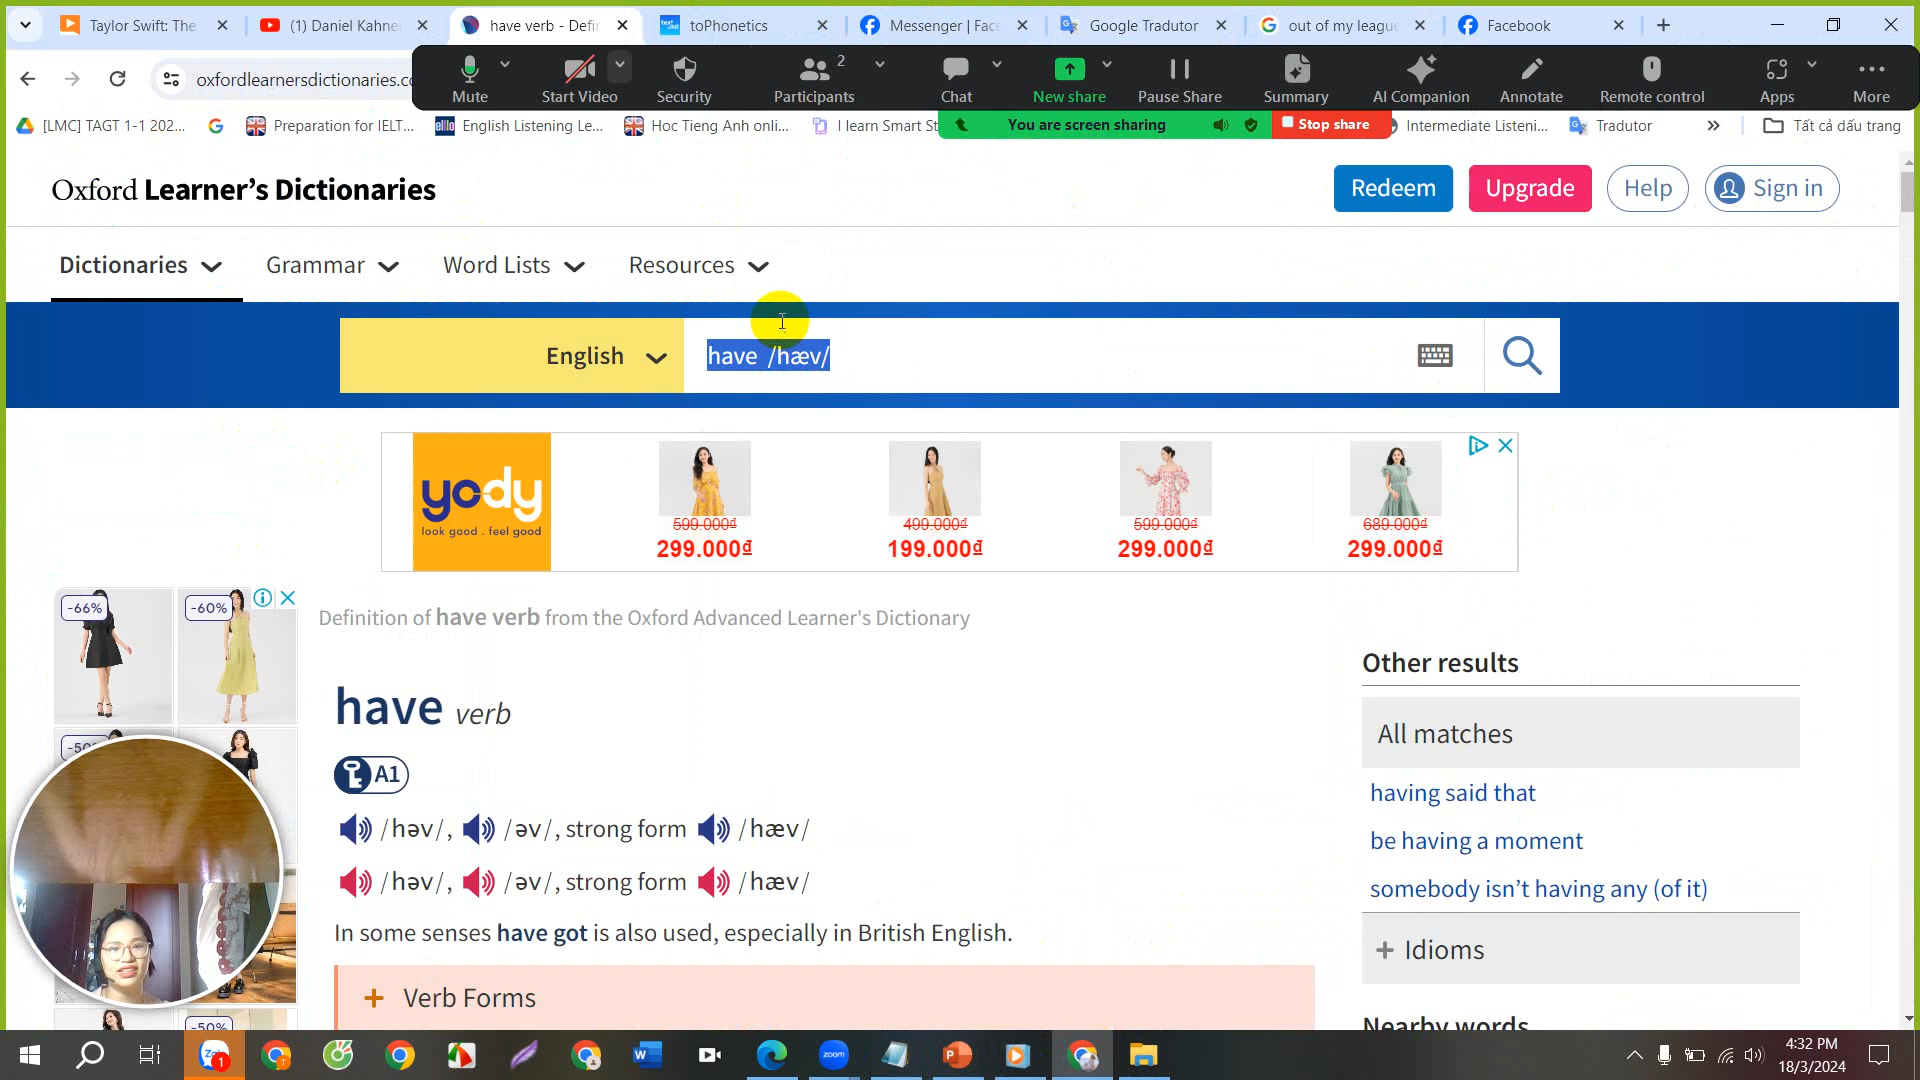 Taylor Swift: The
(1) Daniel Kahne
have verb - Defi
toPhonetics
Messenger | Fac
Google Tradutor
out of my leagu
Facebook
oxfordlearnersdictionaries.c
Mute
Start Video
Security
Participants
2
Chat
New share
Pause Share
Summary
AI Companion
Annotate
Remote control
Apps
More
You are screen sharing
Stop share
[LMC] TAGT 1-1 202...
Preparation for IELT...
English Listening Le...
Hoc Tieng Anh onli...
I learn Smart St
Intermediate Listeni...
Tradutor
Tất cả dấu trang
Oxford Learner's Dictionaries
Redeem
Upgrade
Help
Sign in
Dictionaries
Grammar
Word Lists
Resources
English
have /hæv/
yody
look good . feel good
599.000đ
299.000đ
499.000đ
199.000đ
599.000đ
299.000đ
689.000đ
299.000đ
-66%
-60%
Definition of have verb from the Oxford Advanced Learner's Dictionary
have verb
A1
/həv/, /əv/, strong form /hæv/
/həv/, /əv/, strong form /hæv/
In some senses have got is also used, especially in British English.
+ Verb Forms
Other results
All matches
having said that
be having a moment
somebody isn't having any (of it)
+ Idioms
Nearby words
-50%
1
zoom
4:32 PM
18/3/2024